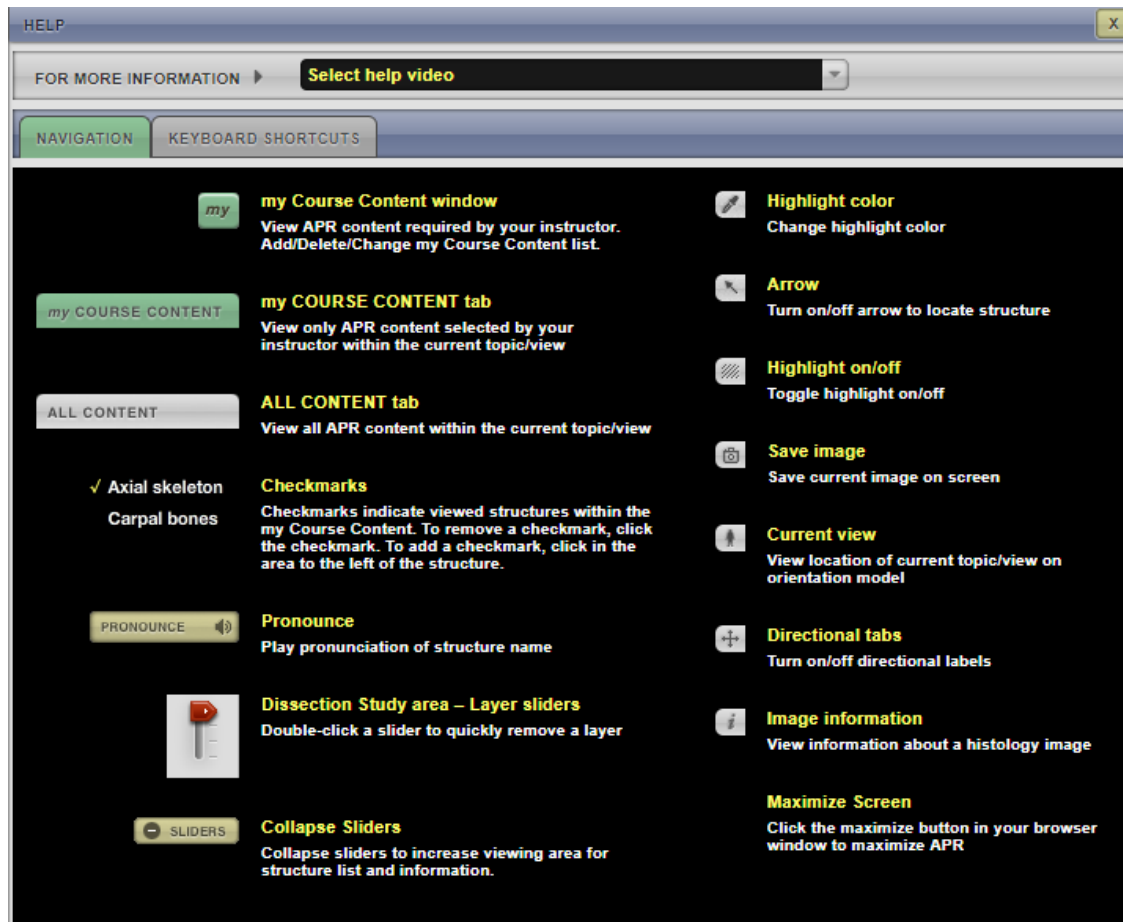 HELP
X
FOR MORE INFORMATION
Select help video
NAVIGATION
KEYBOARD SHORTCUTS
my
my Course Content window
View APR content required by your instructor.
Add/Delete/Change my Course Content list.
my COURSE CONTENT
my COURSE CONTENT tab
View only APR content selected by your
instructor within the current topic/view
ALL CONTENT
ALL CONTENT tab
View all APR content within the current topic/view
√ Axial skeleton
Carpal bones
Checkmarks
Checkmarks indicate viewed structures within the
my Course Content. To remove a checkmark, click
the checkmark. To add a checkmark, click in the
area to the left of the structure.
PRONOUNCE
Pronounce
Play pronunciation of structure name
Dissection Study area – Layer sliders
Double-click a slider to quickly remove a layer
SLIDERS
Collapse Sliders
Collapse sliders to increase viewing area for
structure list and information.
Highlight color
Change highlight color
Arrow
Turn on/off arrow to locate structure
Highlight on/off
Toggle highlight on/off
Save image
Save current image on screen
Current view
View location of current topic/view on
orientation model
Directional tabs
Turn on/off directional labels
i
Image information
View information about a histology image
Maximize Screen
Click the maximize button in your browser
window to maximize APR